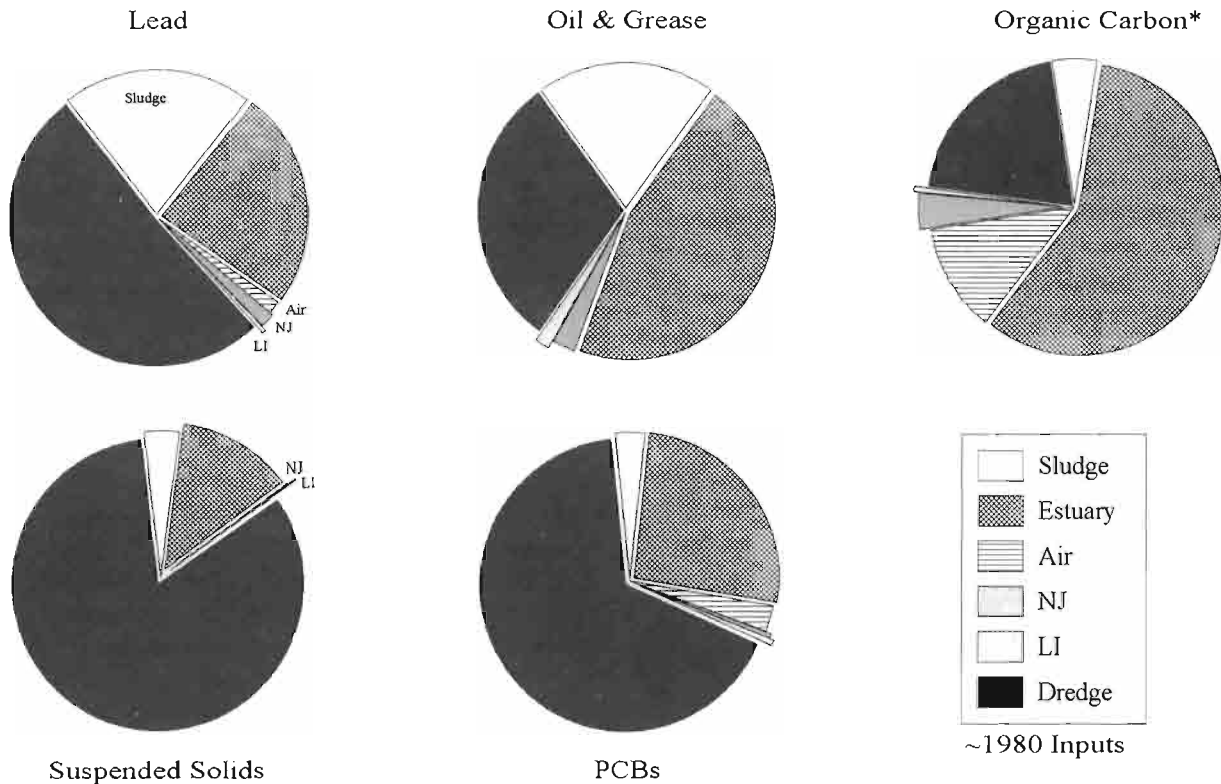 Lead
Oil & Grease
Organic Carbon*
Sludge
Air
NJ
LI
NJ
LI
Sludge
Estuary
Air
NJ
LI
Dredge
~1980 Inputs
Suspended Solids
PCBs